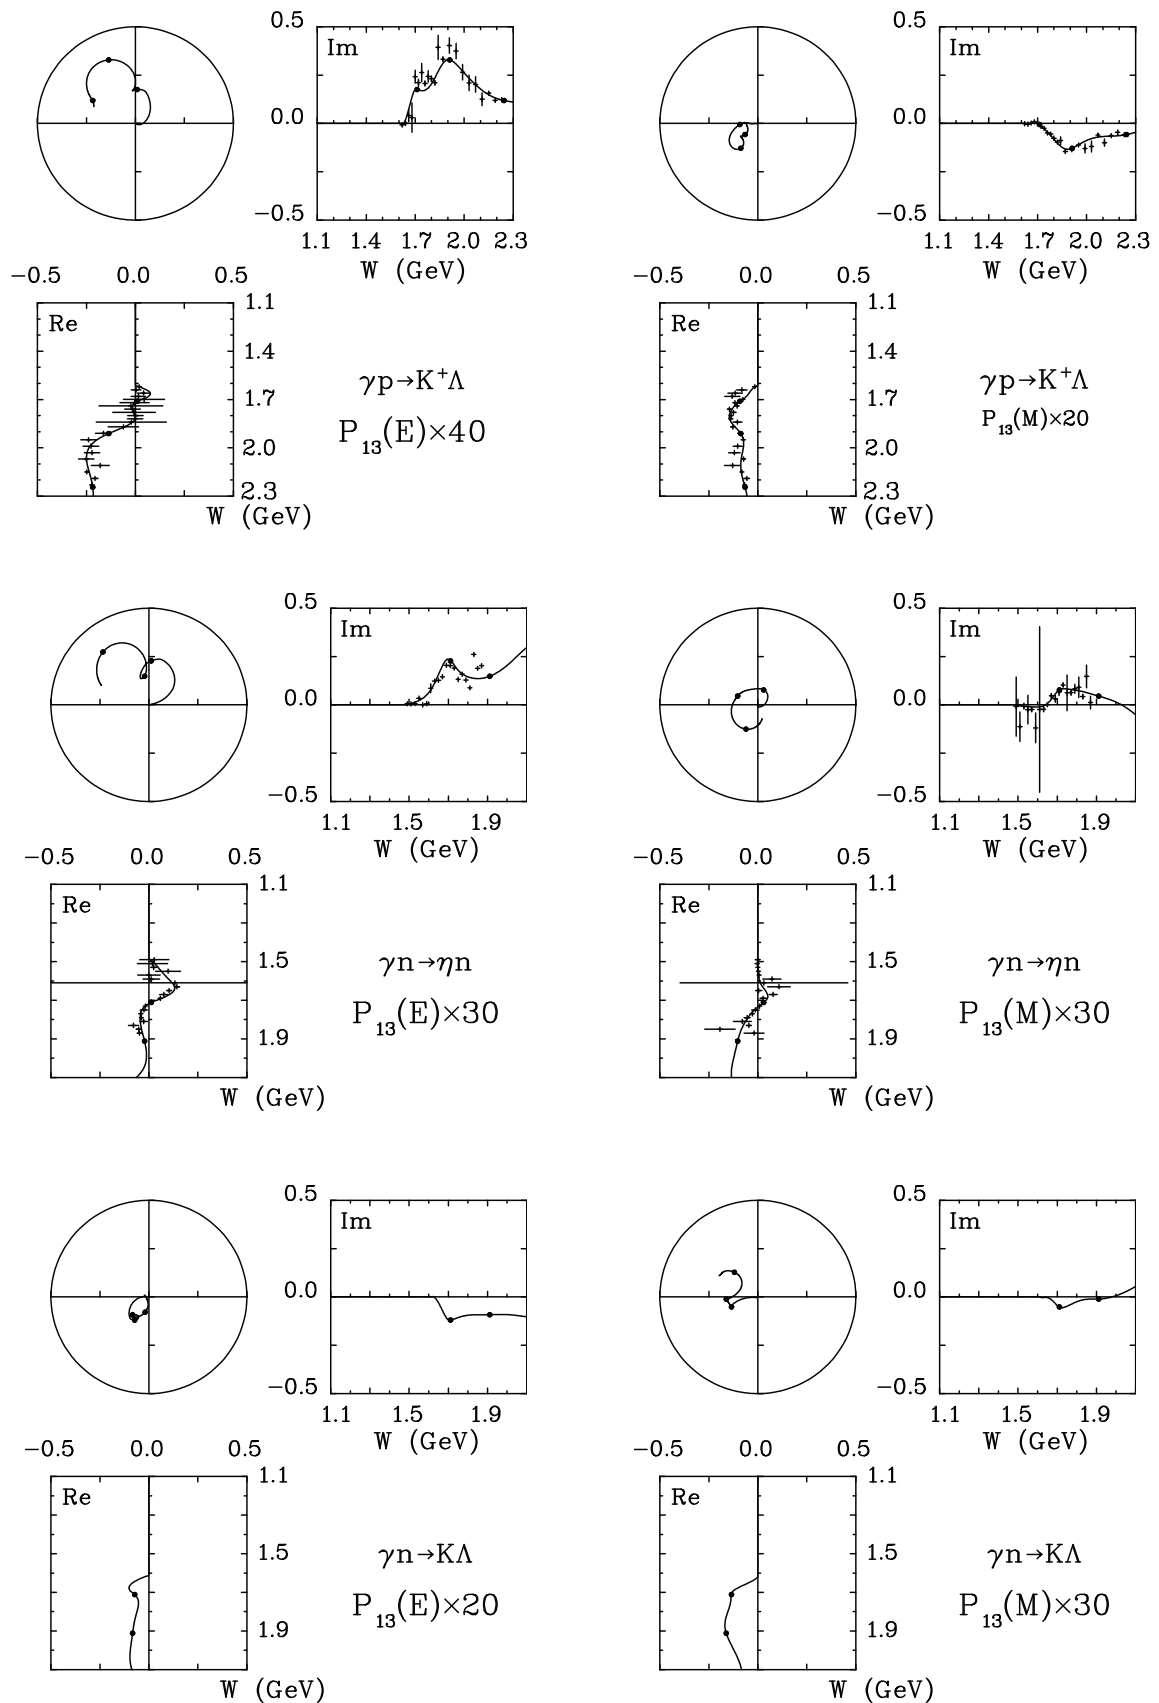 0.5
Im
0.0
−0.5
1.1 1.4 1.7 2.0 2.3
W (GeV)
−0.5 0.0 0.5
Re
1.1
1.4
1.7
2.0
2.3
W (GeV)
γp→K⁺Λ
P₁₃(E)×40
0.5
Im
0.0
−0.5
1.1 1.4 1.7 2.0 2.3
W (GeV)
−0.5 0.0 0.5
Re
1.1
1.4
1.7
2.0
2.3
W (GeV)
γp→K⁺Λ
P₁₃(M)×20
0.5
Im
0.0
−0.5
1.1 1.5 1.9
W (GeV)
−0.5 0.0 0.5
Re
1.1
1.5
1.9
W (GeV)
γn→ηn
P₁₃(E)×30
0.5
Im
0.0
−0.5
1.1 1.5 1.9
W (GeV)
−0.5 0.0 0.5
Re
1.1
1.5
1.9
W (GeV)
γn→ηn
P₁₃(M)×30
0.5
Im
0.0
−0.5
1.1 1.5 1.9
W (GeV)
−0.5 0.0 0.5
Re
1.1
1.5
1.9
W (GeV)
γn→KΛ
P₁₃(E)×20
0.5
Im
0.0
−0.5
1.1 1.5 1.9
W (GeV)
−0.5 0.0 0.5
Re
1.1
1.5
1.9
W (GeV)
γn→KΛ
P₁₃(M)×30